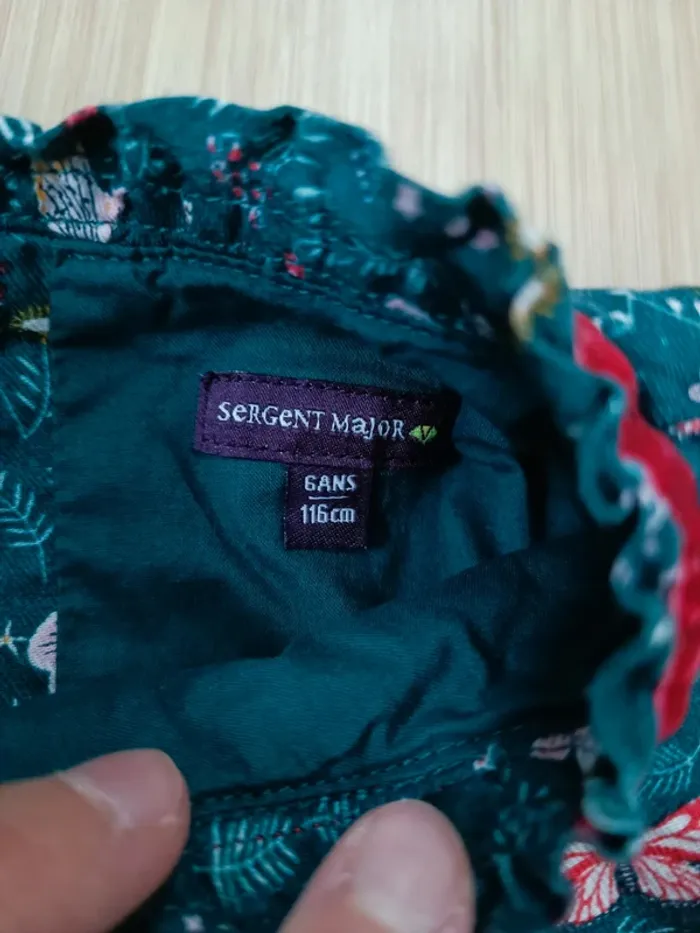 SeRGeNT MaJOR
6ANS
116cm